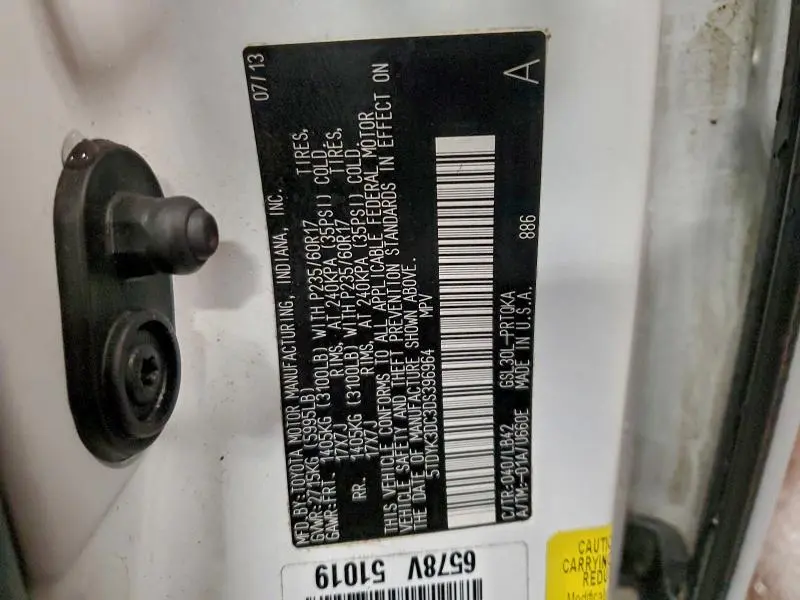 MFD.BY:TOYOTA MOTOR MANUFACTURING, INDIANA, INC. 07/13
GVWR-2715KG (5995LB)
GAWR:FRT- 1405KG (3100LB) WITH P235/60R17 TIRES,
17X7J RIMS, AT 240KPA (35PSI) COLD.
RR- 1405KG (3100LB) WITH P235/60R17 TIRES,
17X7J RIMS, AT 240KPA (35PSI) COLD.
THIS VEHICLE CONFORMS TO ALL APPLICABLE FEDERAL MOTOR
VEHICLE SAFETY AND THEFT PREVENTION STANDARDS IN EFFECT ON
THE DATE OF MANUFACTURE SHOWN ABOVE.
5TDYK3DC3DS396964 MPV
886
C/TR:040/LB42 GSL30L-PRTQKA
A/TM:-01A/U660E MADE IN U.S.A. A
6578V 51019
CAUT
CARRYIN
REDU